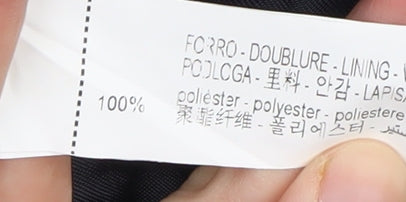 FORRO - DOUBLURE - LINING -
PODLOGA - 里料 - 안감 - LAPISA
100% poliéster - polyester - poliestere
聚酯纤维 - 폴리에스터 -